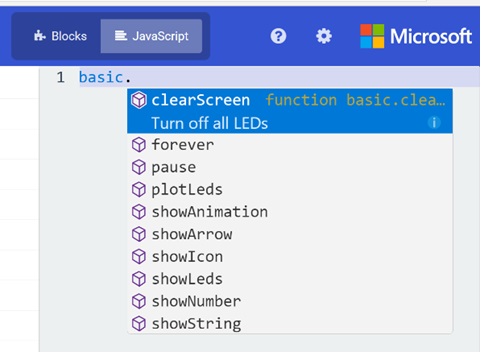 Blocks JavaScript ? Microsoft
1 basic.
clearScreen function basic.clea…
Turn off all LEDs i
forever
pause
plotLeds
showAnimation
showArrow
showIcon
showLeds
showNumber
showString